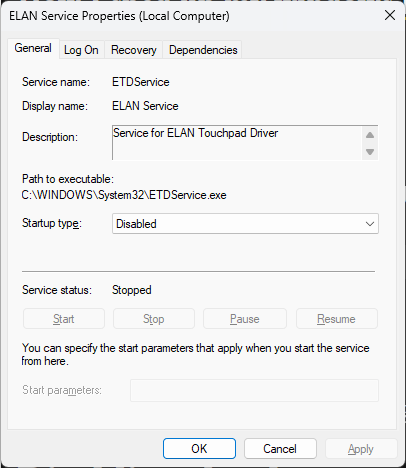 ELAN Service Properties (Local Computer)
General Log On Recovery Dependencies
Service name: ETDService
Display name: ELAN Service
Description: Service for ELAN Touchpad Driver
Path to executable:
C:\WINDOWS\System32\ETDService.exe
Startup type: Disabled
Service status: Stopped
Start Stop Pause Resume
You can specify the start parameters that apply when you start the service
from here.
Start parameters:
OK Cancel Apply